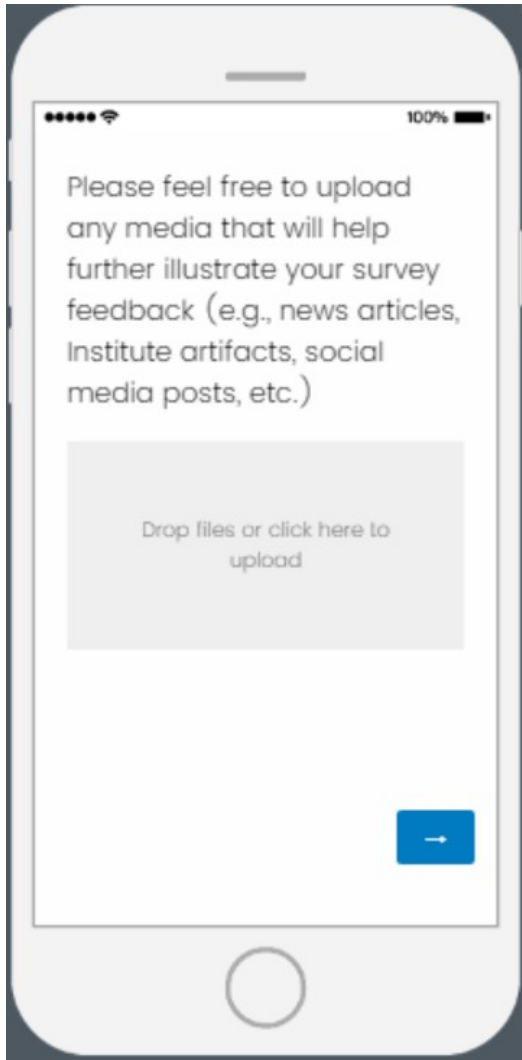 100%
Please feel free to upload
any media that will help
further illustrate your survey
feedback (e.g., news articles,
Institute artifacts, social
media posts, etc.)
Drop files or click here to
upload
→